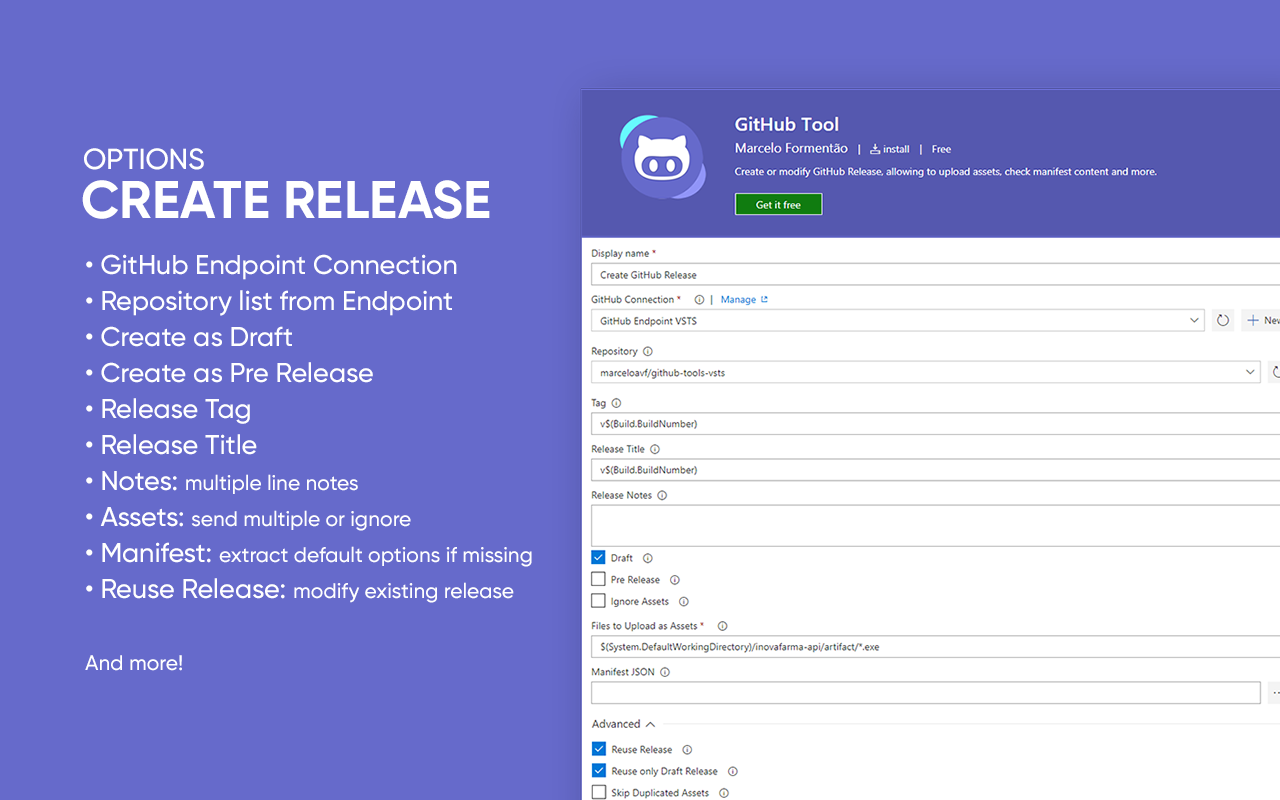 OPTIONS
CREATE RELEASE
• GitHub Endpoint Connection
• Repository list from Endpoint
• Create as Draft
• Create as Pre Release
• Release Tag
• Release Title
• Notes: multiple line notes
• Assets: send multiple or ignore
• Manifest: extract default options if missing
• Reuse Release: modify existing release
And more!
GitHub Tool
Marcelo Formentão | install | Free
Create or modify GitHub Release, allowing to upload assets, check manifest content and more.
Get it free
Display name *
Create GitHub Release
GitHub Connection * | Manage
GitHub Endpoint VSTS
New
Repository
marceloavf/github-tools-vsts
Tag
v$(Build.BuildNumber)
Release Title
v$(Build.BuildNumber)
Release Notes
Draft
Pre Release
Ignore Assets
Files to Upload as Assets *
$(System.DefaultWorkingDirectory)/inovafarma-api/artifact/*.exe
Manifest JSON
Advanced
Reuse Release
Reuse only Draft Release
Skip Duplicated Assets